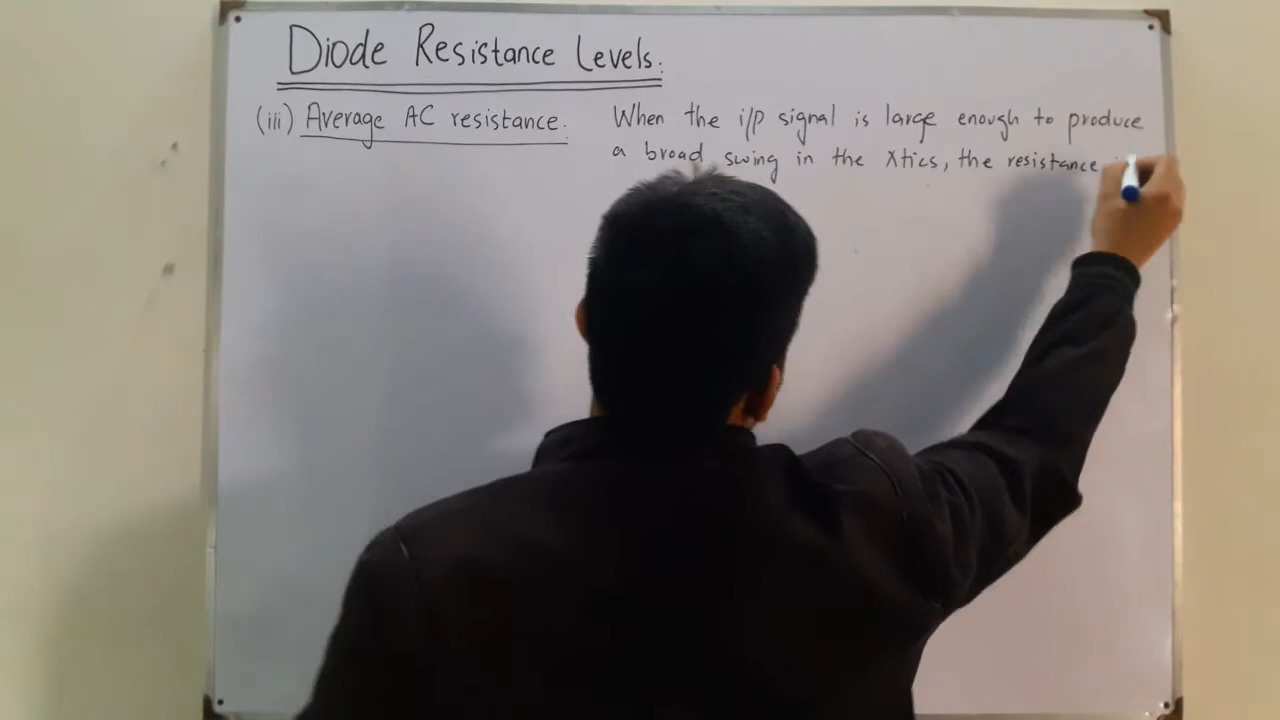 Diode Resistance Levels.
(iii) Average AC resistance.
When the i/p signal is large enough to produce
a broad swing in the Xtics, the resistance